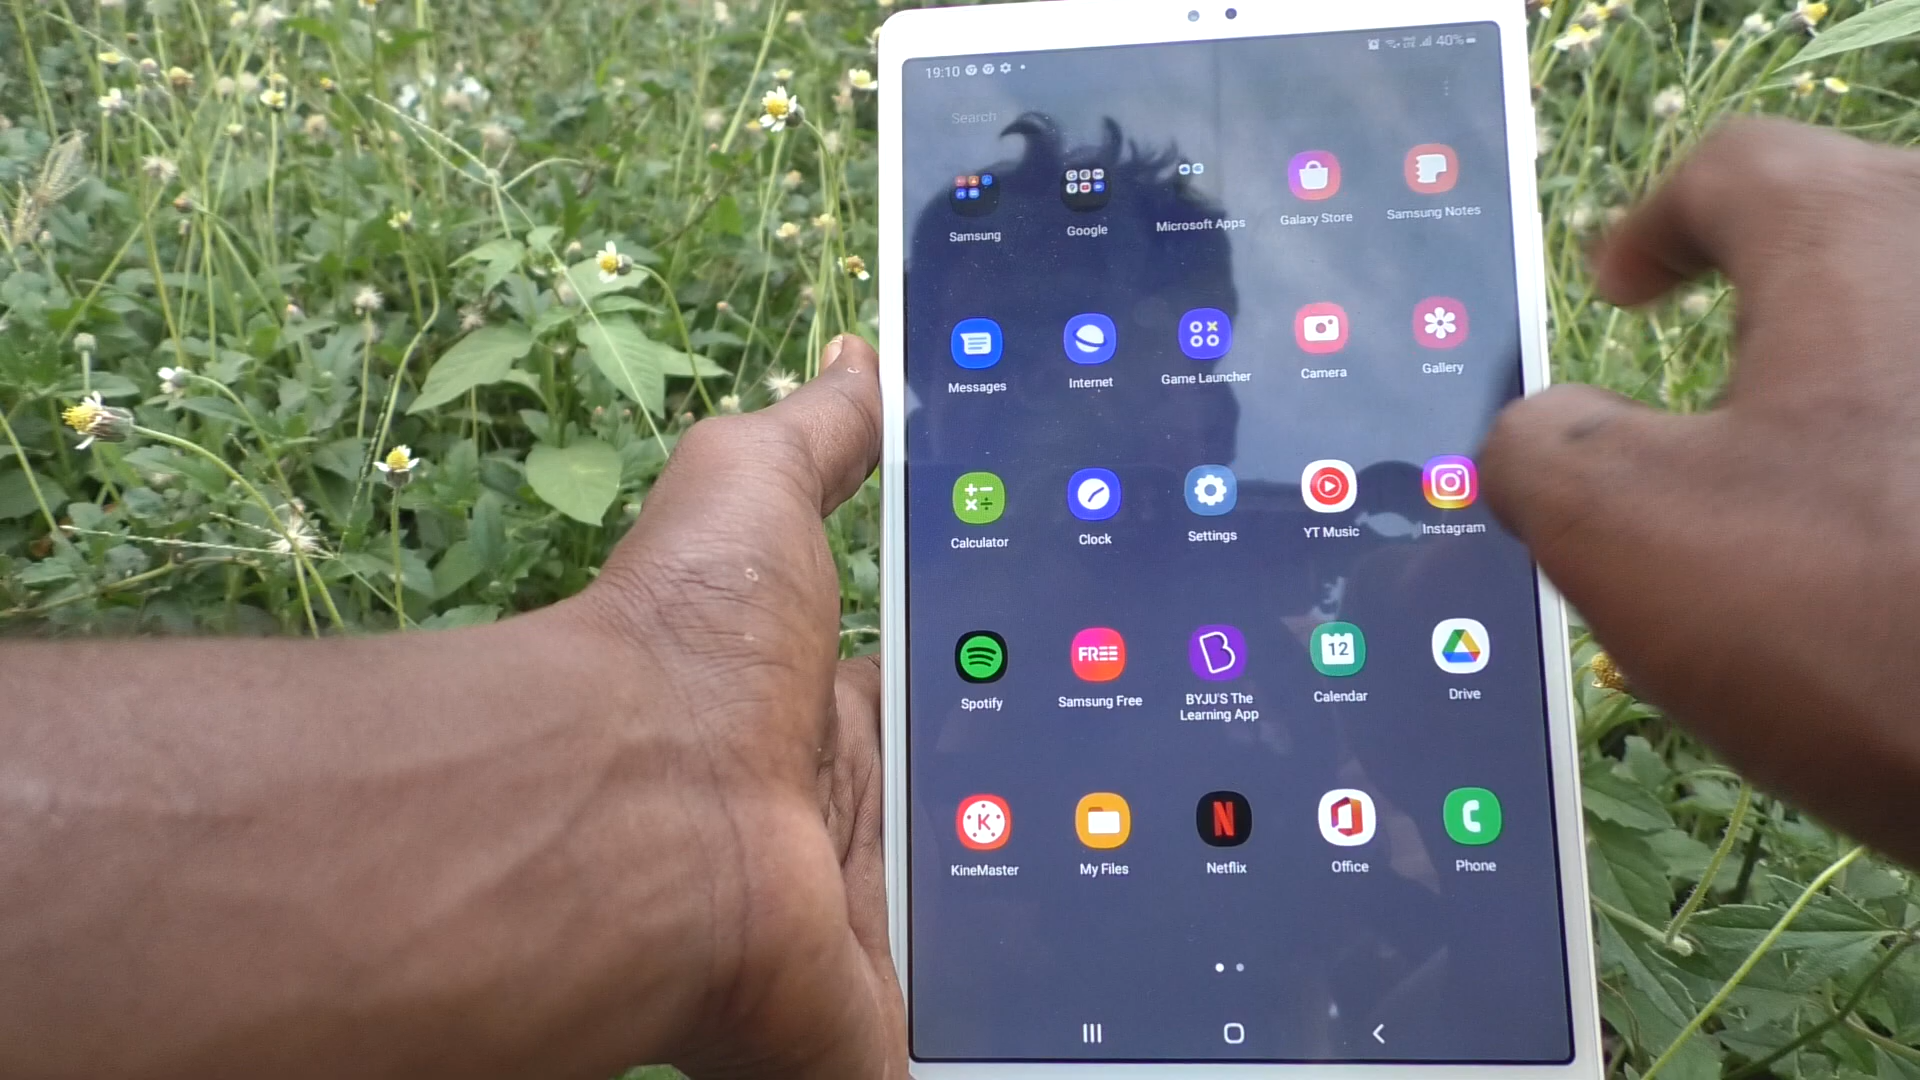 19:10
40%
Search
Samsung
Google
Microsoft Apps
Galaxy Store
Samsung Notes
Messages
Internet
Game Launcher
Camera
Gallery
Calculator
Clock
Settings
YT Music
Instagram
FREE
12
Spotify
Samsung Free
BYJU'S The
Learning App
Calendar
Drive
K
N
KineMaster
My Files
Netflix
Office
Phone